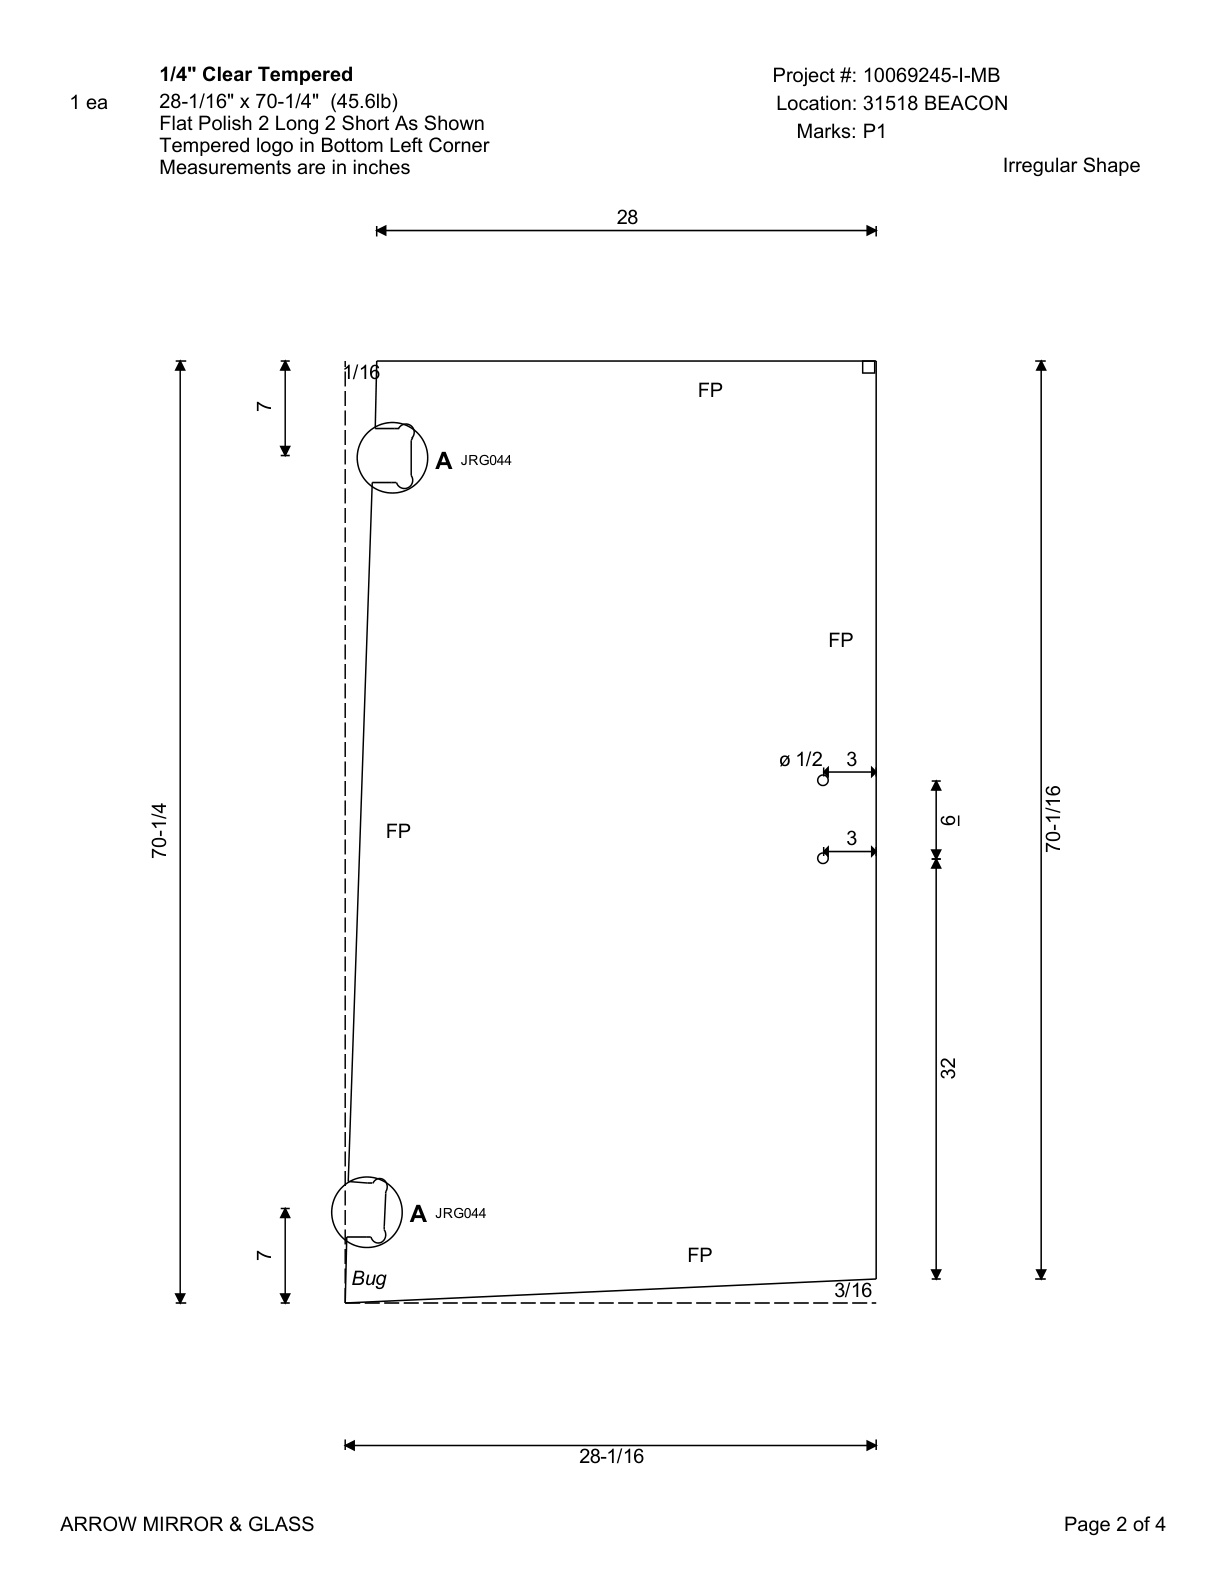 1/4" Clear Tempered
Project #: 10069245-I-MB
1 ea
28-1/16" x 70-1/4" (45.6lb)
Location: 31518 BEACON
Flat Polish 2 Long 2 Short As Shown
Marks: P1
Tempered logo in Bottom Left Corner
Measurements are in inches
Irregular Shape
28
1/16
FP
7
A JRG044
FP
ø 1/2
3
6
70-1/16
70-1/4
FP
3
32
A JRG044
7
FP
Bug
3/16
28-1/16
ARROW MIRROR & GLASS
Page 2 of 4